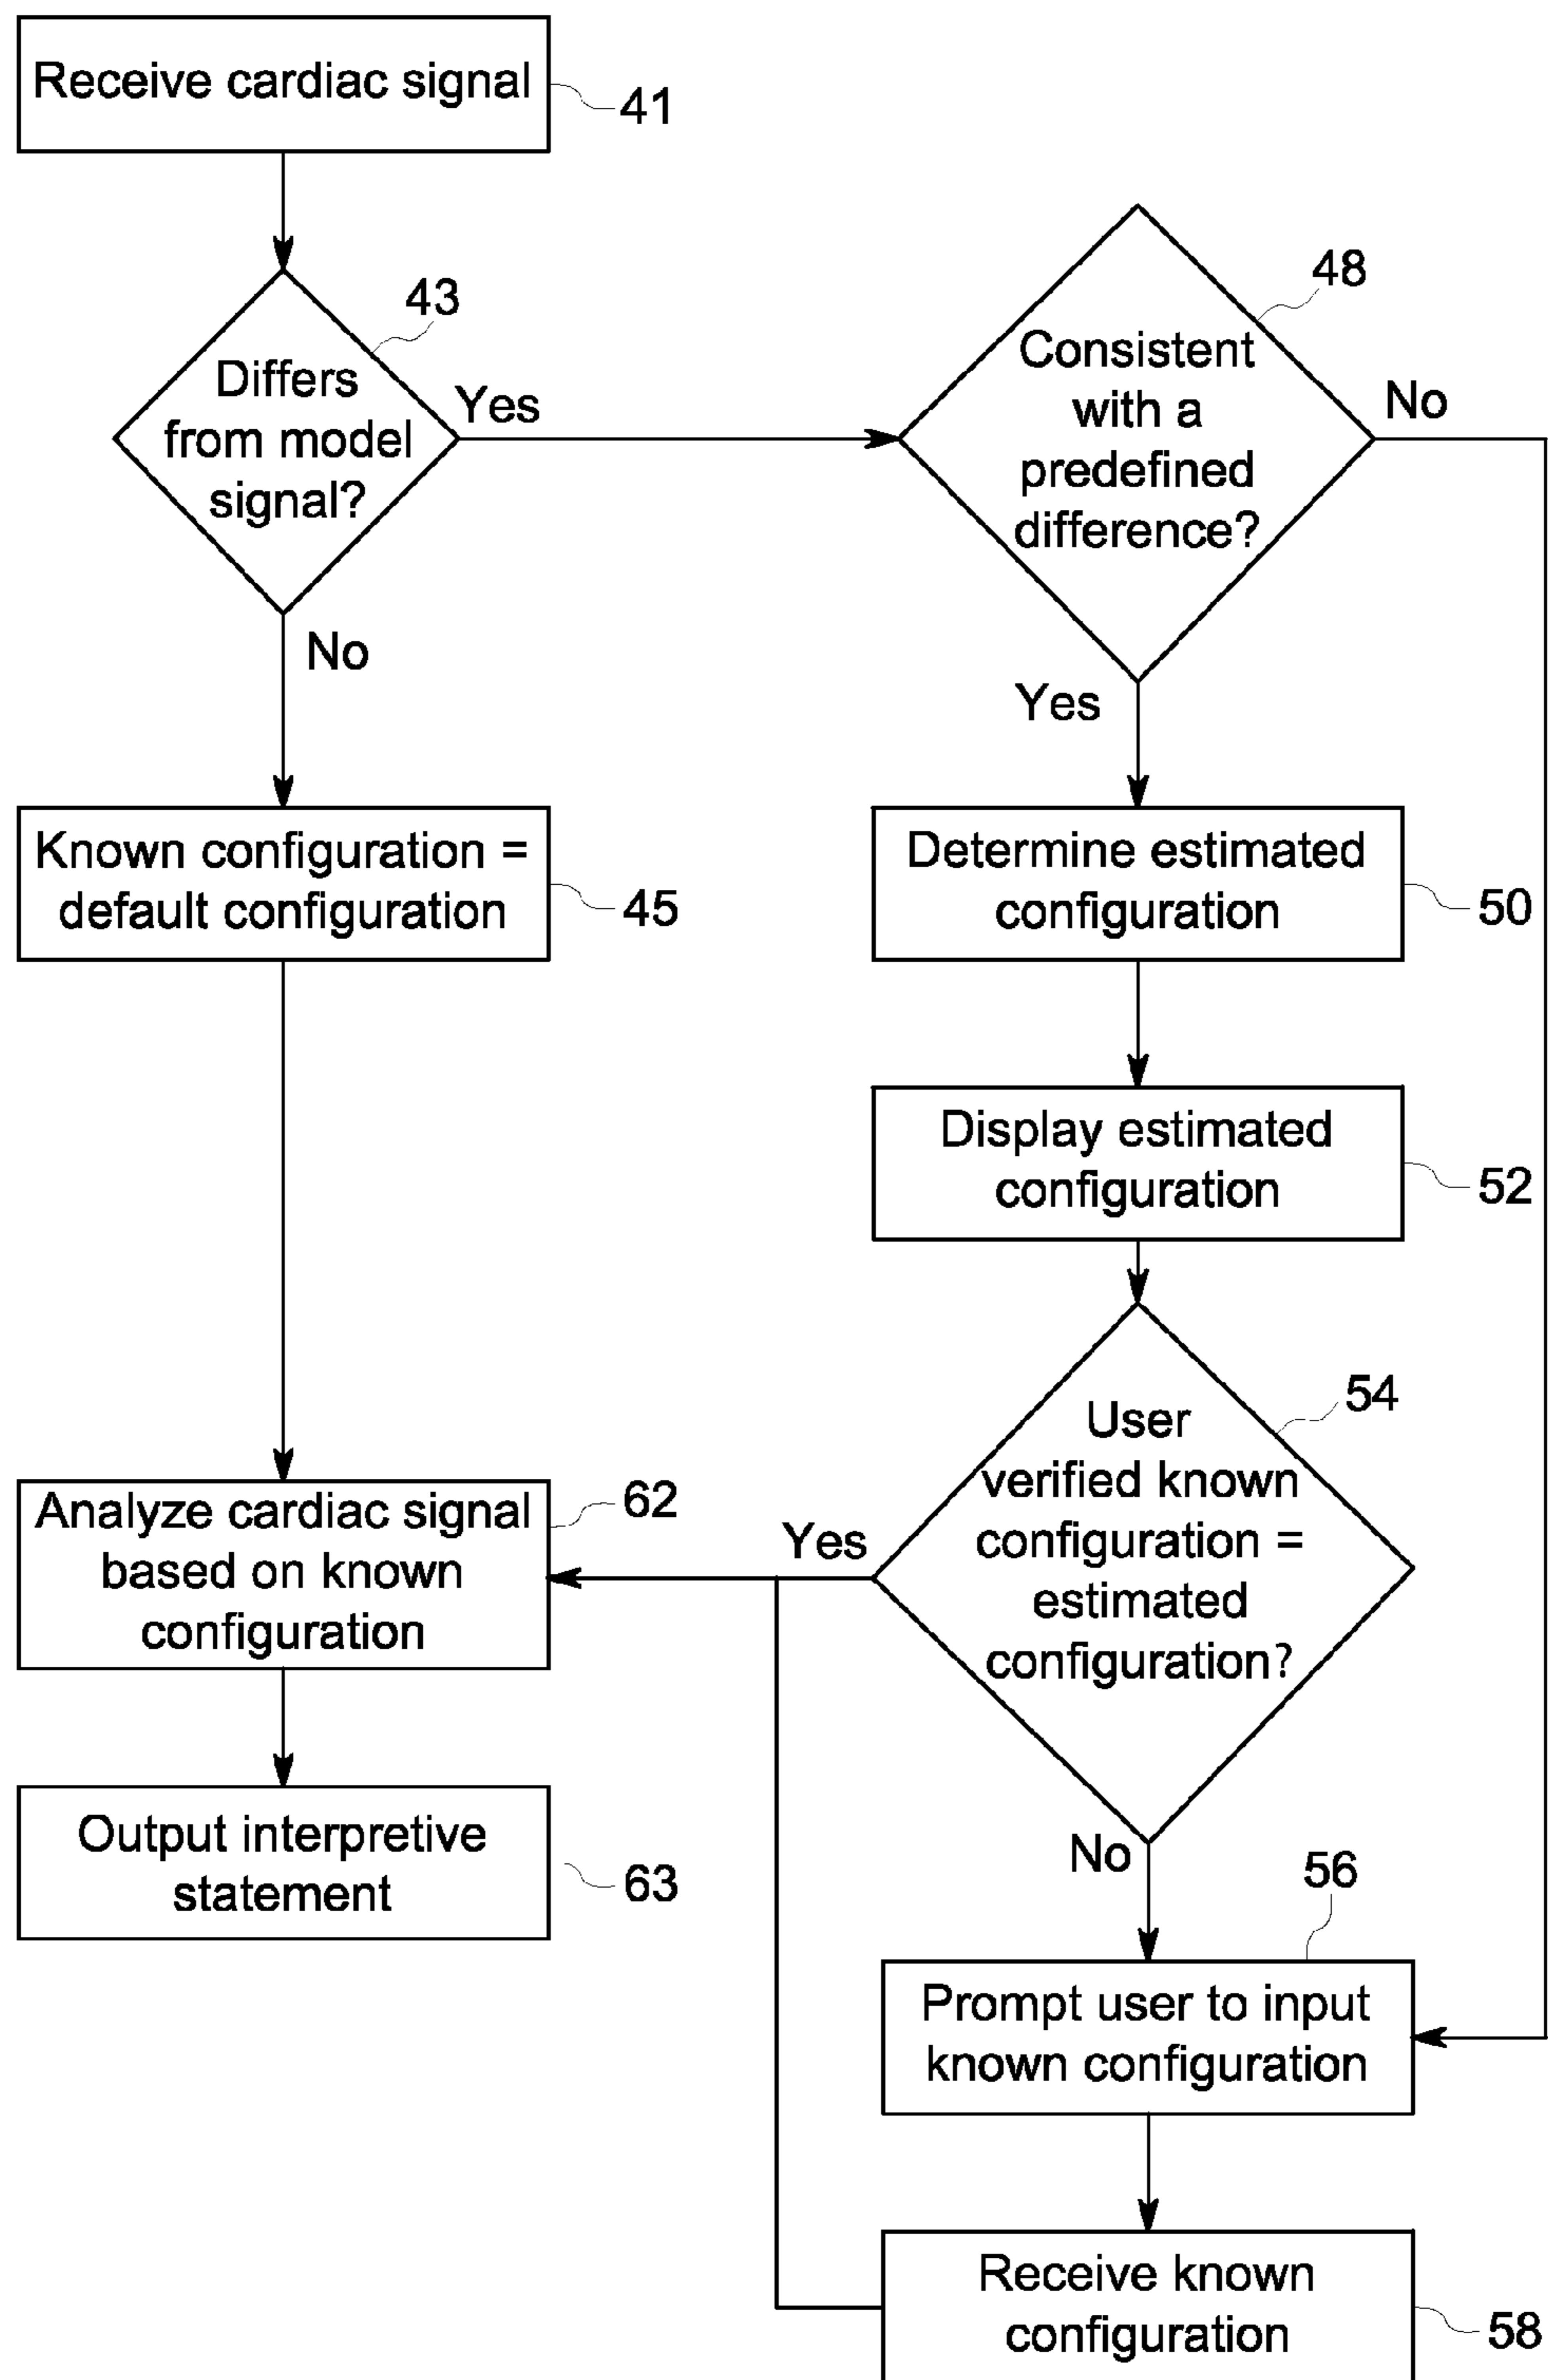 Receive cardiac signal
41
Differs
from model
signal?
43
Yes
No
Consistent
with a
predefined
difference?
48
No
Yes
Known configuration =
default configuration
45
Determine estimated
configuration
50
Display estimated
configuration
52
User
verified known
configuration =
estimated
configuration?
54
Yes
No
Analyze cardiac signal
based on known
configuration
62
Output interpretive
statement
63
Prompt user to input
known configuration
56
Receive known
configuration
58